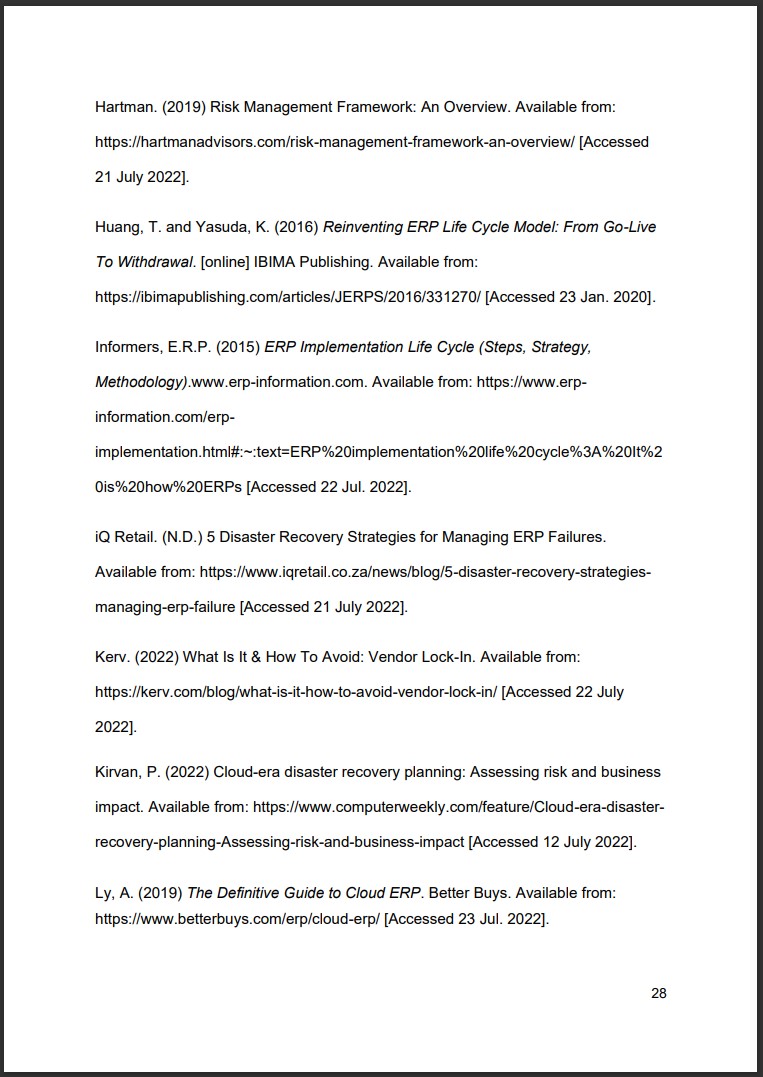 Hartman. (2019) Risk Management Framework: An Overview. Available from:
https://hartmanadvisors.com/risk-management-framework-an-overview/ [Accessed
21 July 2022].
Huang, T. and Yasuda, K. (2016) Reinventing ERP Life Cycle Model: From Go-Live
To Withdrawal. [online] IBIMA Publishing. Available from:
https://ibimapublishing.com/articles/JERPS/2016/331270/ [Accessed 23 Jan. 2020].
Informers, E.R.P. (2015) ERP Implementation Life Cycle (Steps, Strategy,
Methodology).www.erp-information.com. Available from: https://www.erp-
information.com/erp-
implementation.html#:~:text=ERP%20implementation%20life%20cycle%3A%20It%2
0is%20how%20ERPs [Accessed 22 Jul. 2022].
iQ Retail. (N.D.) 5 Disaster Recovery Strategies for Managing ERP Failures.
Available from: https://www.iqretail.co.za/news/blog/5-disaster-recovery-strategies-
managing-erp-failure [Accessed 21 July 2022].
Kerv. (2022) What Is It & How To Avoid: Vendor Lock-In. Available from:
https://kerv.com/blog/what-is-it-how-to-avoid-vendor-lock-in/ [Accessed 22 July
2022].
Kirvan, P. (2022) Cloud-era disaster recovery planning: Assessing risk and business
impact. Available from: https://www.computerweekly.com/feature/Cloud-era-disaster-
recovery-planning-Assessing-risk-and-business-impact [Accessed 12 July 2022].
Ly, A. (2019) The Definitive Guide to Cloud ERP. Better Buys. Available from:
https://www.betterbuys.com/erp/cloud-erp/ [Accessed 23 Jul. 2022].
28